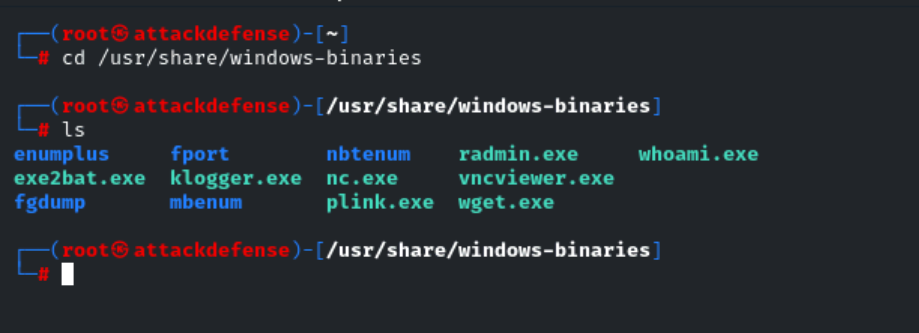 ┌──(root㉿attackdefense)-[~]
└─# cd /usr/share/windows-binaries
┌──(root㉿attackdefense)-[/usr/share/windows-binaries]
└─# ls
enumplus fport nbtenum radmin.exe whoami.exe
exe2bat.exe klogger.exe nc.exe vncviewer.exe
fgdump mbenum plink.exe wget.exe
┌──(root㉿attackdefense)-[/usr/share/windows-binaries]
└─#